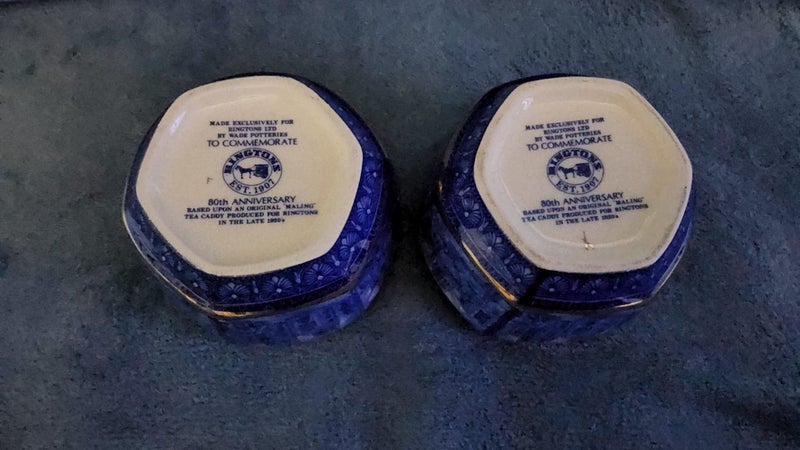 MADE EXCLUSIVELY FOR
RINGTONS LTD
BY WADE POTTERIES
TO COMMEMORATE
RINGTONS
EST. 1907
80th ANNIVERSARY
BASED UPON AN ORIGINAL "MALING"
TEA CADDY PRODUCED FOR RINGTONS
IN THE LATE 1920s
MADE EXCLUSIVELY FOR
RINGTONS LTD
BY WADE POTTERIES
TO COMMEMORATE
RINGTONS
EST. 1907
80th ANNIVERSARY
BASED UPON AN ORIGINAL "MALING"
TEA CADDY PRODUCED FOR RINGTONS
IN THE LATE 1920s